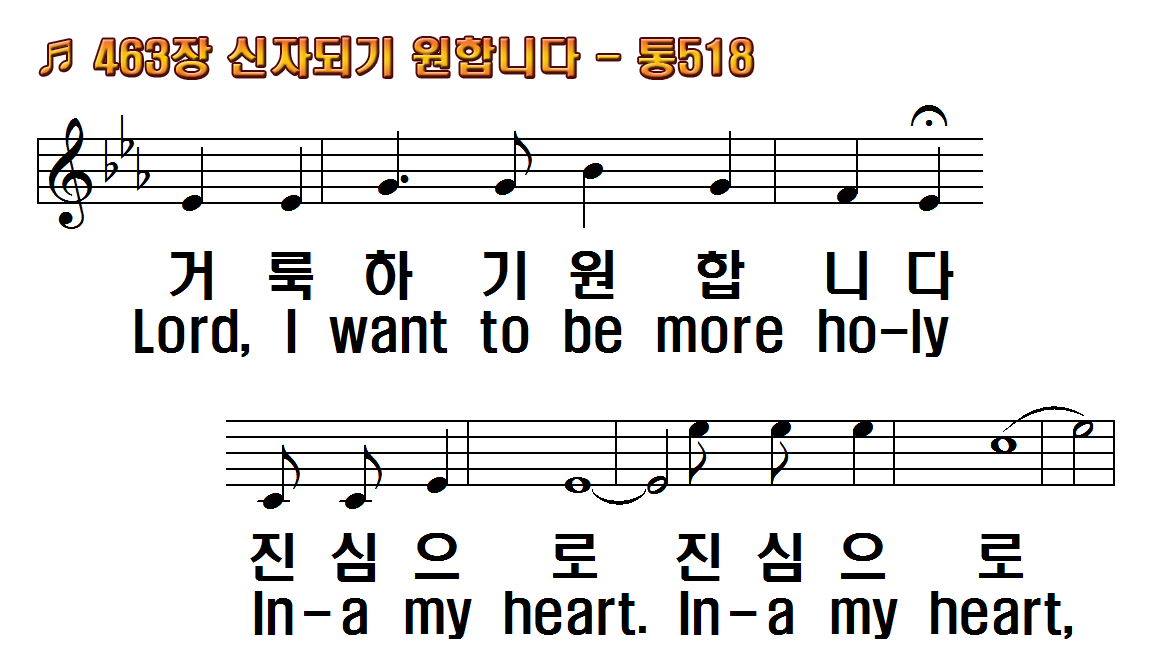 463장 신자되기 원합니다 - 통518
거 룩 하 기 원 합 니 다
Lord, I want to be more ho-ly
진 심 으 로 진 심 으 로
In-a my heart. In-a my heart,